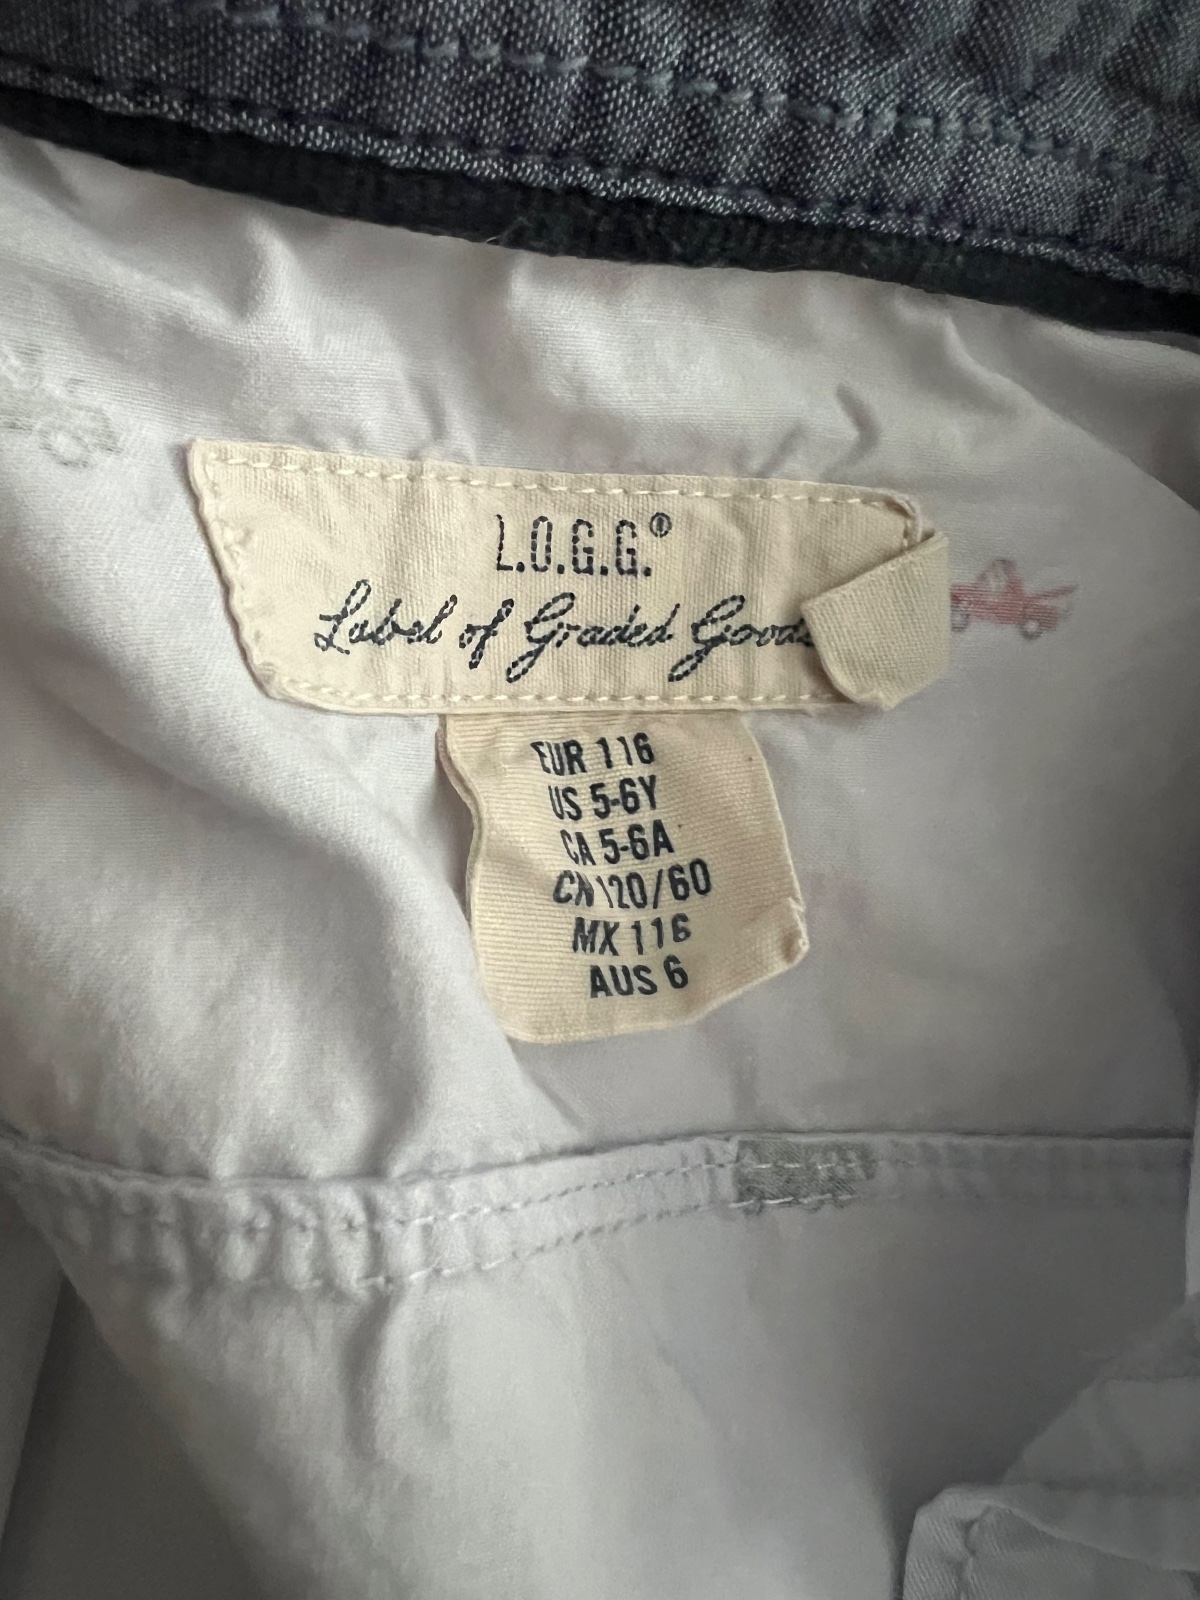 L.O.G.G.®
Label of Graded Goods
EUR 116
US 5-6Y
CA 5-6A
CN 120/60
MX 116
AUS 6